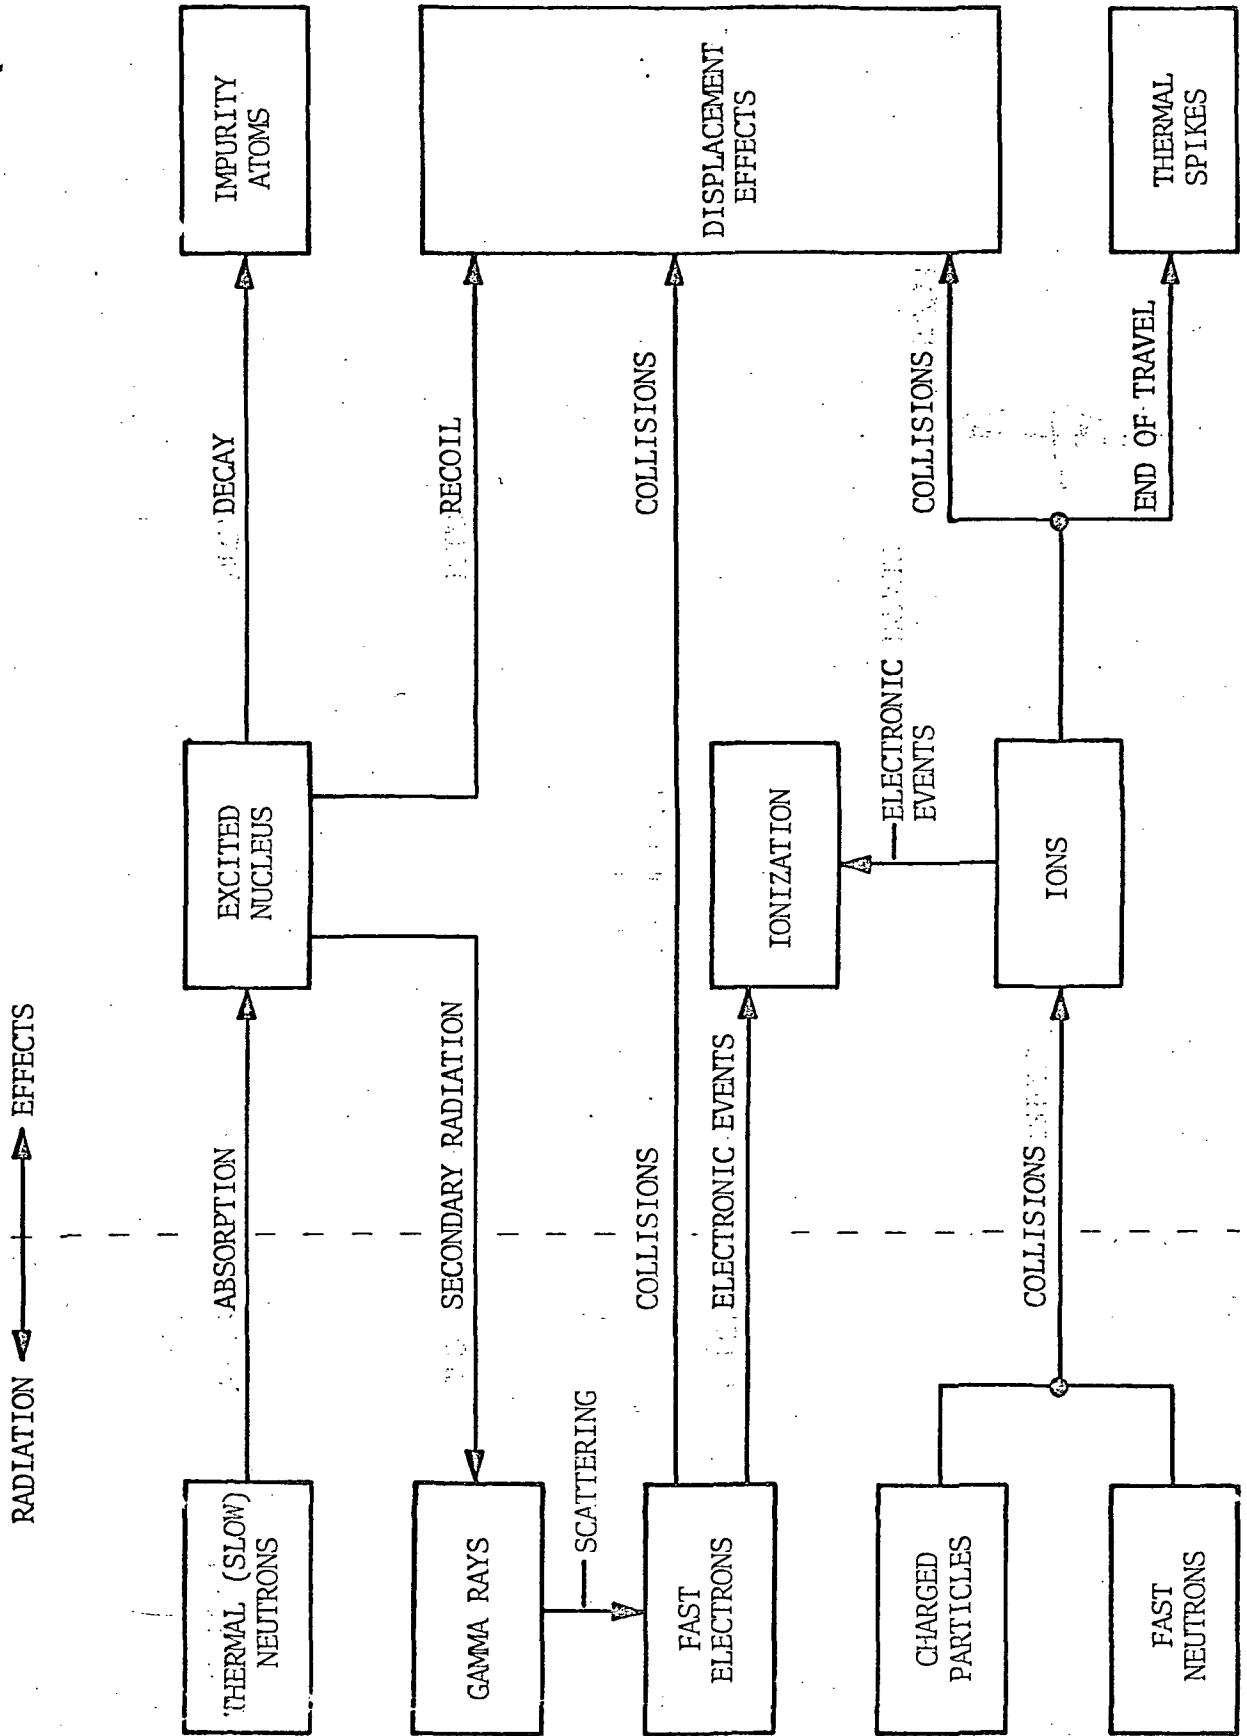 RADIATION
EFFECTS
THERMAL (SLOW)
NEUTRONS
ABSORPTION
EXCITED
NUCLEUS
DECAY
IMPURITY
ATOMS
GAMMA RAYS
SECONDARY RADIATION
RECOIL
SCATTERING
FAST
ELECTRONS
COLLISIONS
COLLISIONS
DISPLACEMENT
EFFECTS
ELECTRONIC EVENTS
IONIZATION
ELECTRONIC
EVENTS
CHARGED
PARTICLES
FAST
NEUTRONS
COLLISIONS
IONS
COLLISIONS
END OF TRAVEL
THERMAL
SPIKES